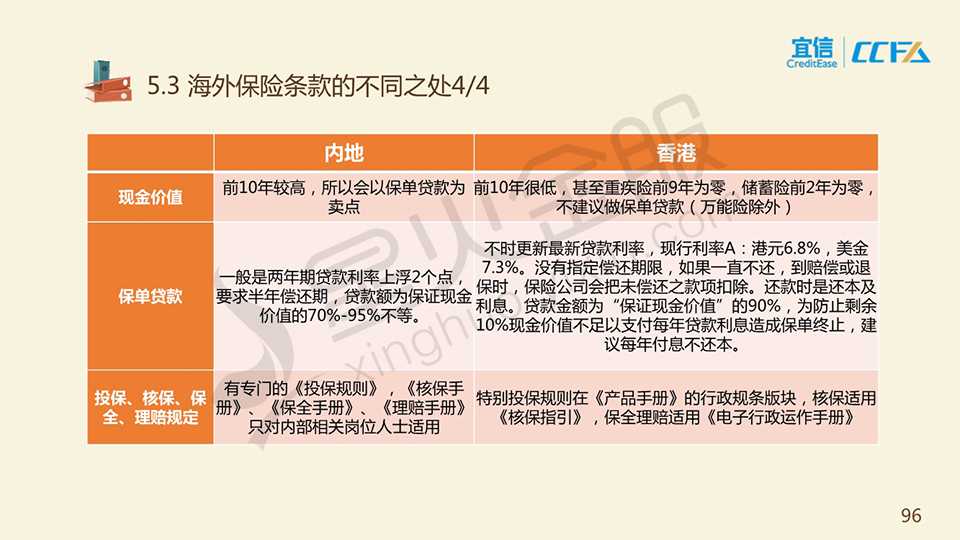 宜信
CreditEase
CCFA
5.3 海外保险条款的不同之处4/4
内地
香港
现金价值
前10年较高，所以会以保单贷款为
卖点
前10年很低，甚至重疾险前9年为零，储蓄险前2年为零，
不建议做保单贷款（万能险除外）
保单贷款
一般是两年期贷款利率上浮2个点，
要求半年偿还期，贷款额为保证现金
价值的70%-95%不等。
不时更新最新贷款利率，现行利率A：港元6.8%，美金
7.3%。没有指定偿还期限，如果一直不还，到赔偿或退
保时，保险公司会把未偿还之款项扣除。还款时是还本及
利息。贷款金额为“保证现金价值”的90%，为防止剩余
10%现金价值不足以支付每年贷款利息造成保单终止，建
议每年付息不还本。
投保、核保、保
全、理赔规定
有专门的《投保规则》，《核保手
册》、《保全手册》、《理赔手册》
只对内部相关岗位人士适用
特别投保规则在《产品手册》的行政规条版块，核保适用
《核保指引》，保全理赔适用《电子行政运作手册》
96